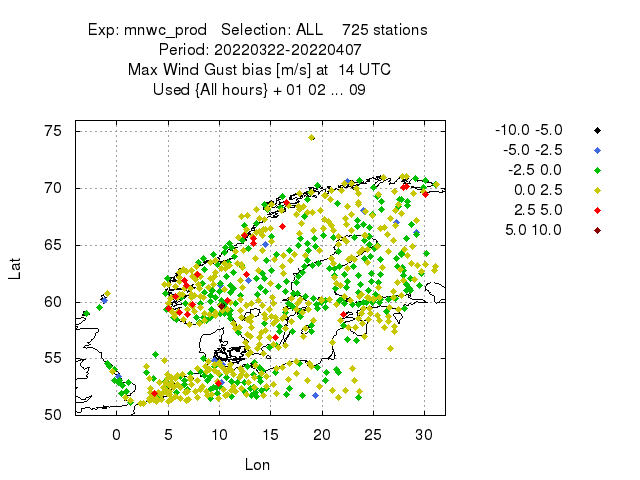 Exp: mnwc_prod   Selection: ALL    725 stations
Period: 20220322-20220407
Max Wind Gust bias [m/s] at  14 UTC
Used {All hours} + 01 02 ... 09
-10.0 -5.0
-5.0 -2.5
-2.5 0.0
0.0 2.5
2.5 5.0
5.0 10.0
75
70
65
60
55
50
Lat
0 5 10 15 20 25 30
Lon